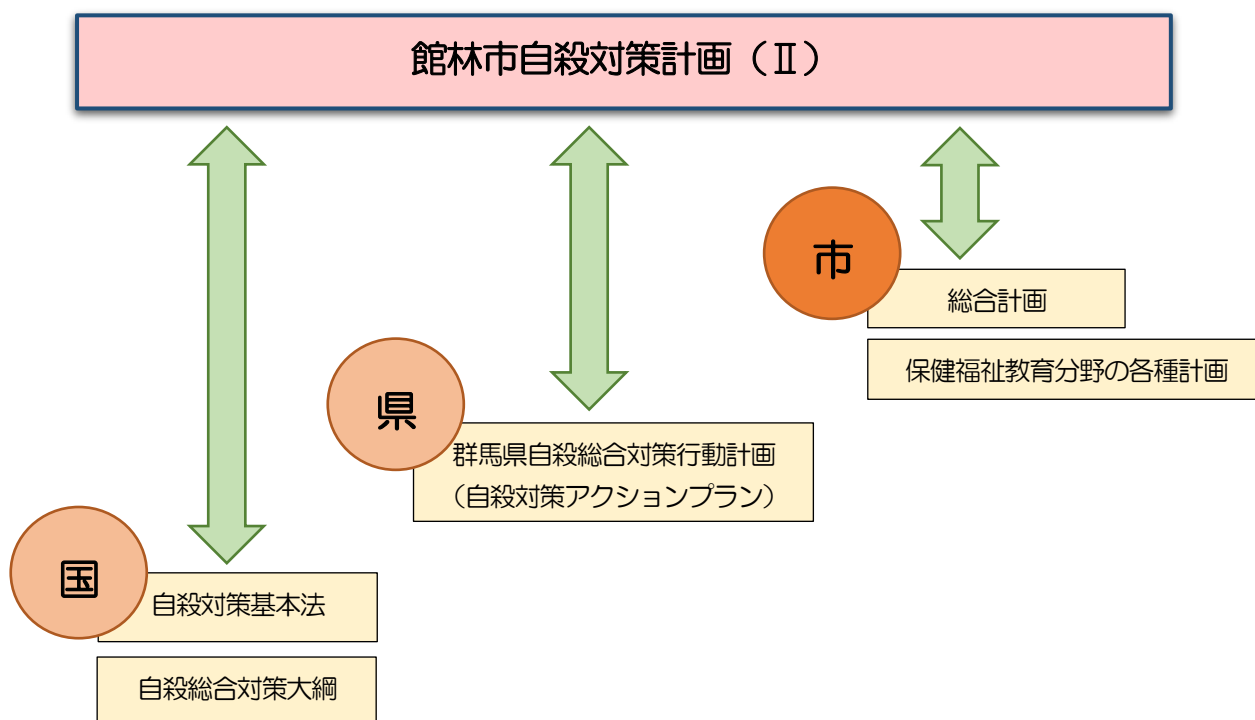 館林市自殺対策計画（Ⅱ）
市
総合計画
保健福祉教育分野の各種計画
県
群馬県自殺総合対策行動計画
（自殺対策アクションプラン）
国
自殺対策基本法
自殺総合対策大綱